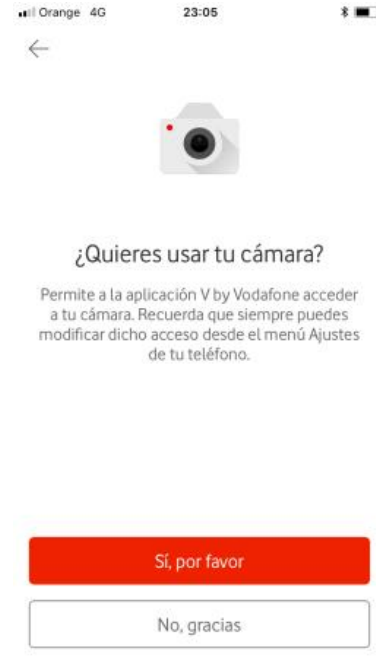 Orange 4G 23:05
¿Quieres usar tu cámara?
Permite a la aplicación V by Vodafone acceder
a tu cámara. Recuerda que siempre puedes
modificar dicho acceso desde el menú Ajustes
de tu teléfono.
Sí, por favor
No, gracias